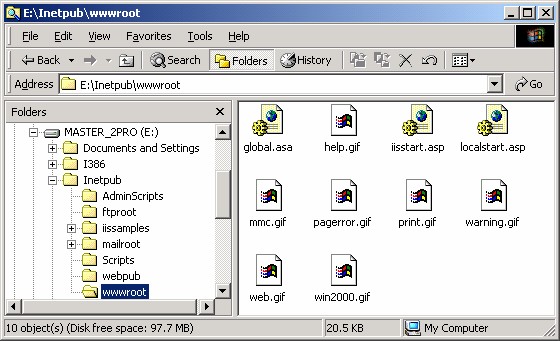 E:\Inetpub\wwwroot
File Edit View Favorites Tools Help
Back Search Folders History
Address E:\Inetpub\wwwroot Go
Folders
MASTER_2PRO (E:)
Documents and Settings
I386
Inetpub
AdminScripts
ftproot
iissamples
mailroot
Scripts
webpub
wwwroot
global.asa help.gif iisstart.asp localstart.asp
mmc.gif pagerror.gif print.gif warning.gif
web.gif win2000.gif
10 object(s) (Disk free space: 97.7 MB) 20.5 KB My Computer